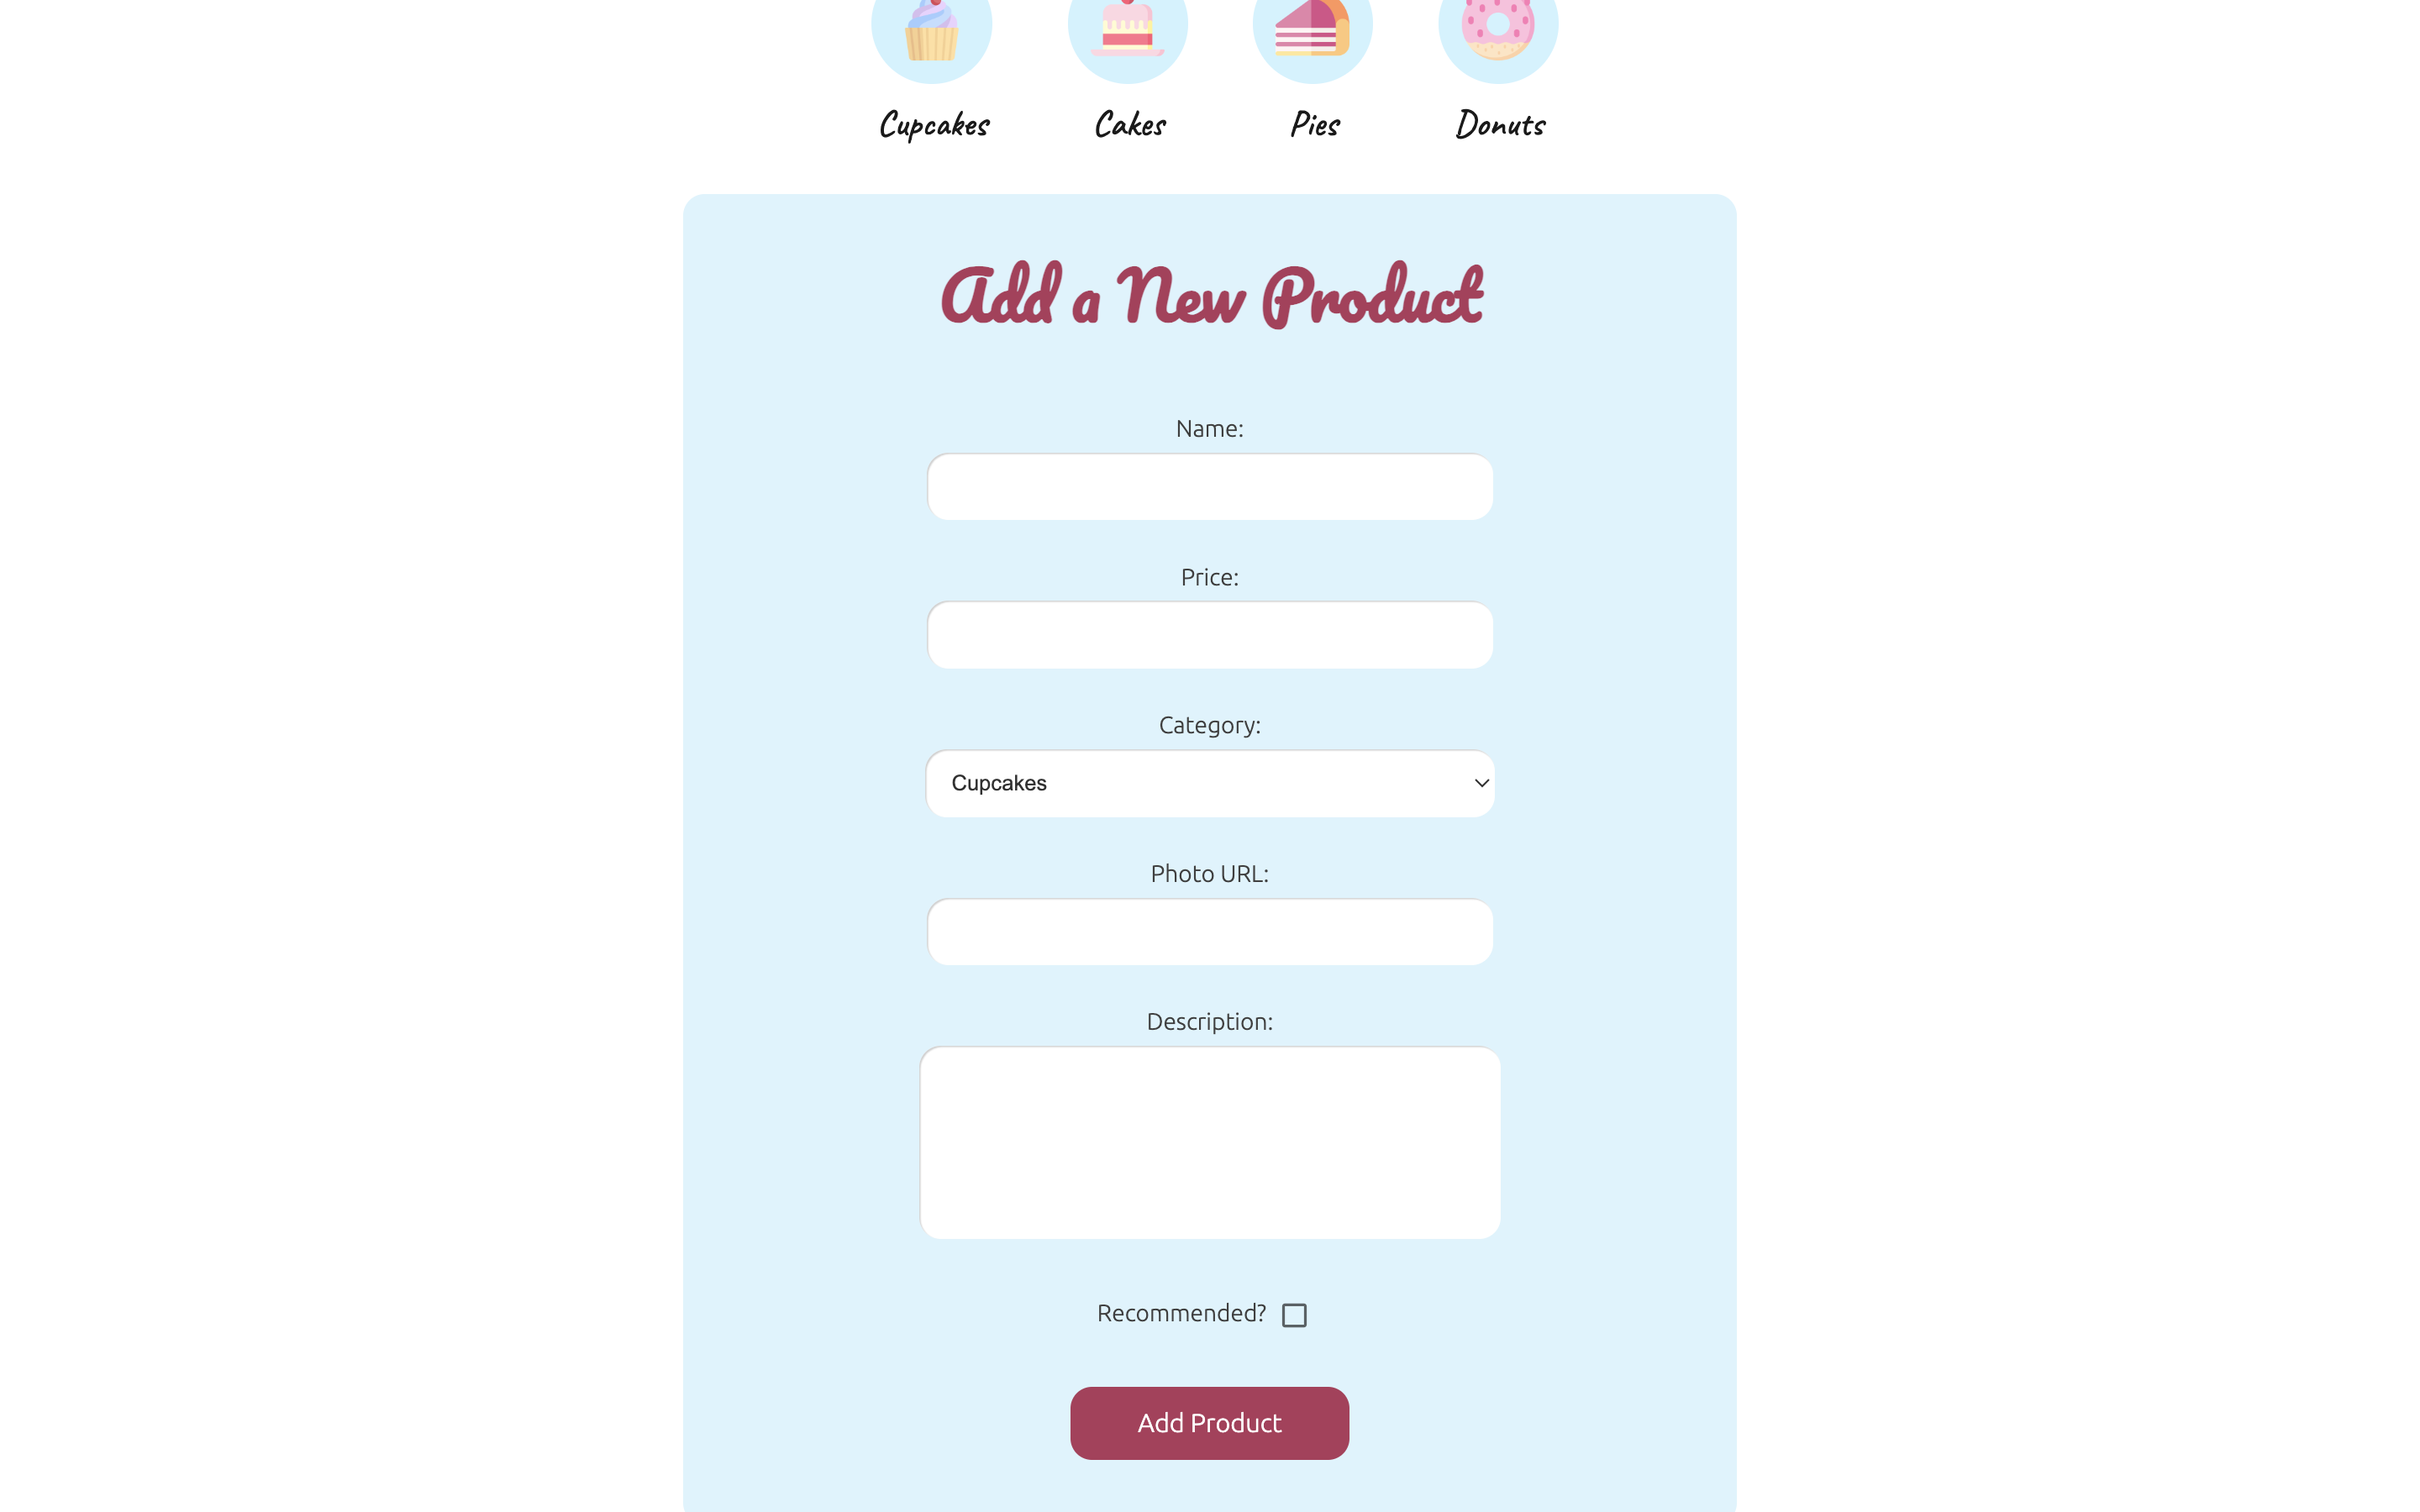 Cupcakes Cakes Pies Donuts
Add a New Product
Name:
Price:
Category:
Cupcakes
Photo URL:
Description:
Recommended?
Add Product